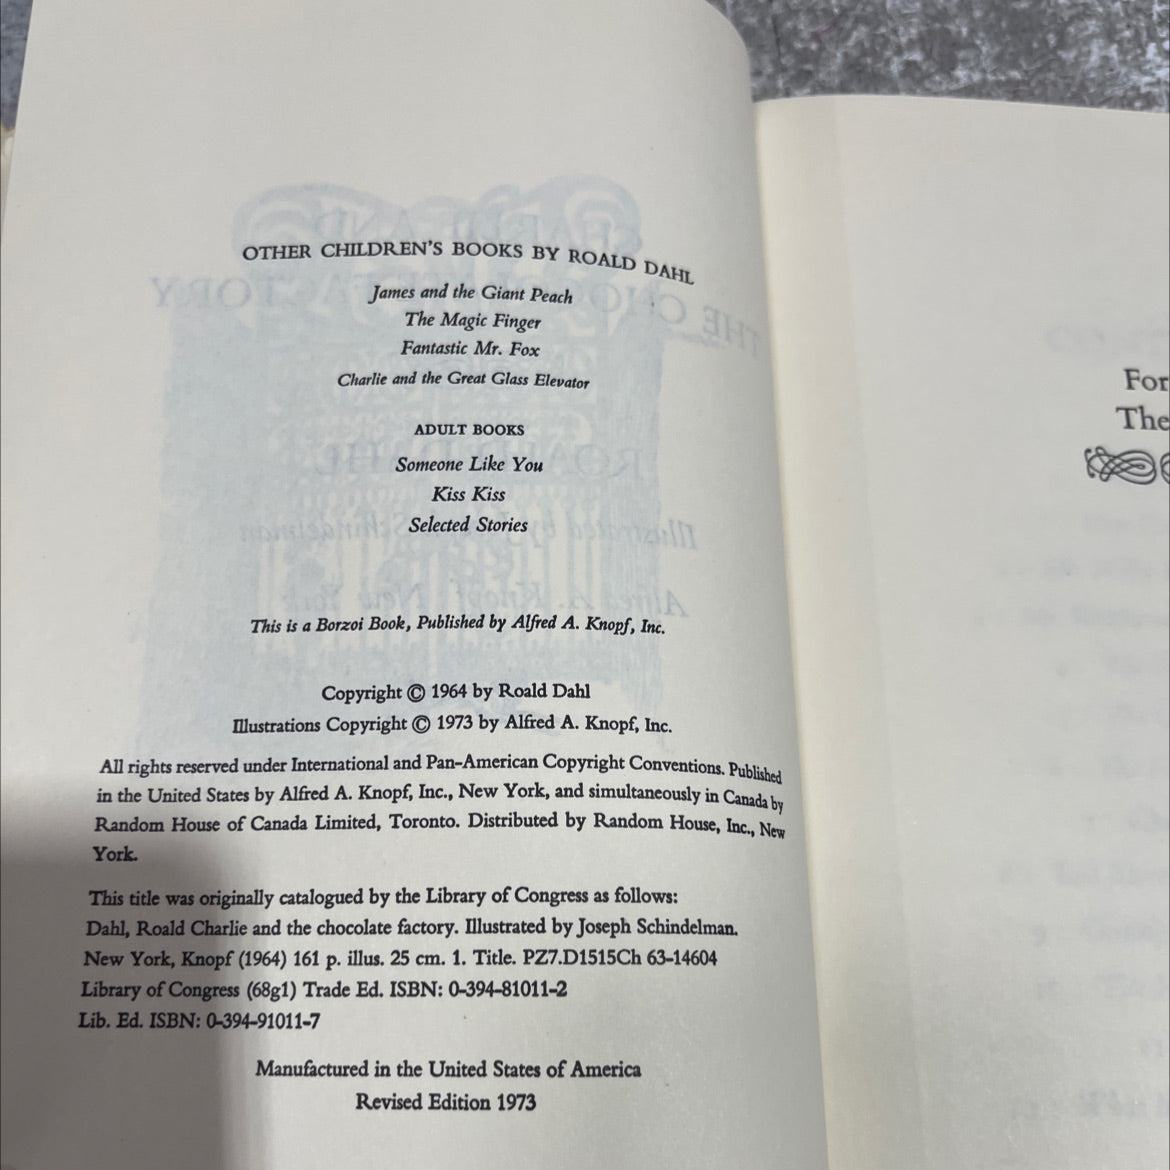 OTHER CHILDREN'S BOOKS BY ROALD DAHL
James and the Giant Peach
The Magic Finger
Fantastic Mr. Fox
Charlie and the Great Glass Elevator
ADULT BOOKS
Someone Like You
Kiss Kiss
Selected Stories
This is a Borzoi Book, Published by Alfred A. Knopf, Inc.
Copyright © 1964 by Roald Dahl
Illustrations Copyright © 1973 by Alfred A. Knopf, Inc.
All rights reserved under International and Pan-American Copyright Conventions. Published
in the United States by Alfred A. Knopf, Inc., New York, and simultaneously in Canada by
Random House of Canada Limited, Toronto. Distributed by Random House, Inc., New
York.
This title was originally catalogued by the Library of Congress as follows:
Dahl, Roald Charlie and the chocolate factory. Illustrated by Joseph Schindelman.
New York, Knopf (1964) 161 p. illus. 25 cm. 1. Title. PZ7.D1515Ch 63-14604
Library of Congress (68g1) Trade Ed. ISBN: 0-394-81011-2
Lib. Ed. ISBN: 0-394-91011-7
Manufactured in the United States of America
Revised Edition 1973
For
The